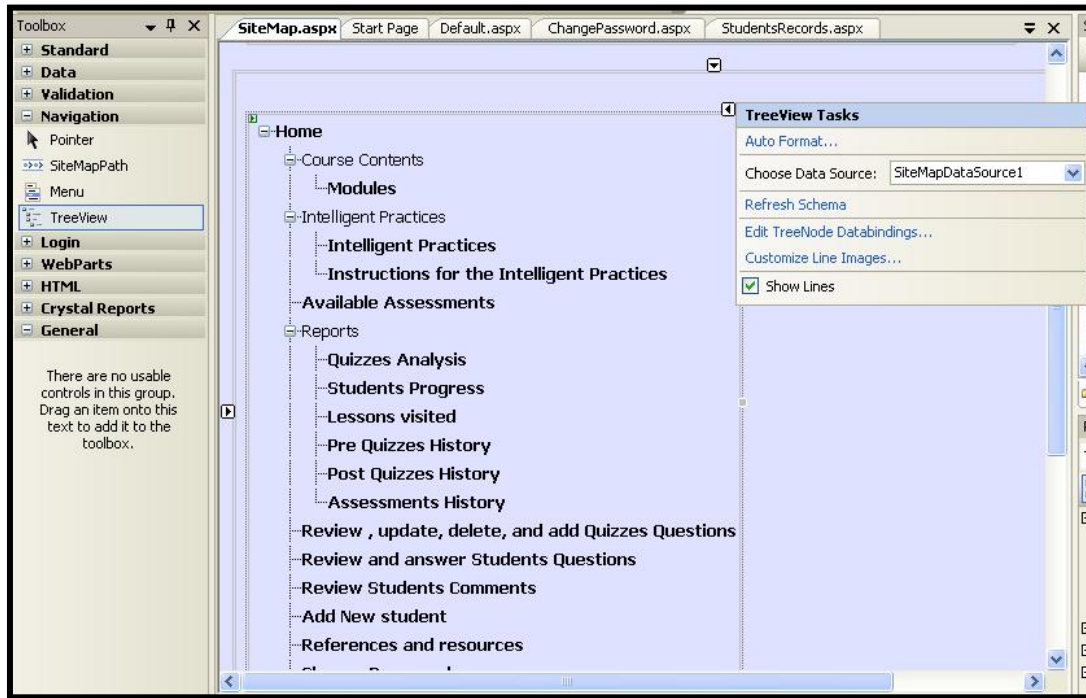 Toolbox
Standard
Data
Validation
Navigation
Pointer
SiteMapPath
Menu
TreeView
Login
WebParts
HTML
Crystal Reports
General
There are no usable
controls in this group.
Drag an item onto this
text to add it to the
toolbox.
SiteMap.aspx Start Page Default.aspx ChangePassword.aspx StudentsRecords.aspx
Home
Course Contents
Modules
Intelligent Practices
Intelligent Practices
Instructions for the Intelligent Practices
Available Assessments
Reports
Quizzes Analysis
Students Progress
Lessons visited
Pre Quizzes History
Post Quizzes History
Assessments History
Review , update, delete, and add Quizzes Questions
Review and answer Students Questions
Review Students Comments
Add New student
References and resources
TreeView Tasks
Auto Format...
Choose Data Source: SiteMapDataSource1
Refresh Schema
Edit TreeNode Databindings...
Customize Line Images...
Show Lines